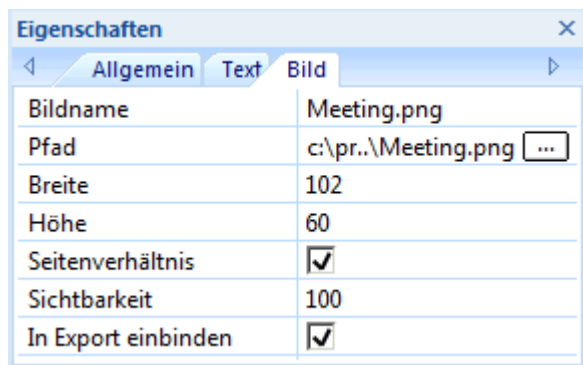 Eigenschaften
Allgemein Text Bild
Bildname Meeting.png
Pfad c:\pr..\Meeting.png ...
Breite 102
Höhe 60
Seitenverhältnis
Sichtbarkeit 100
In Export einbinden